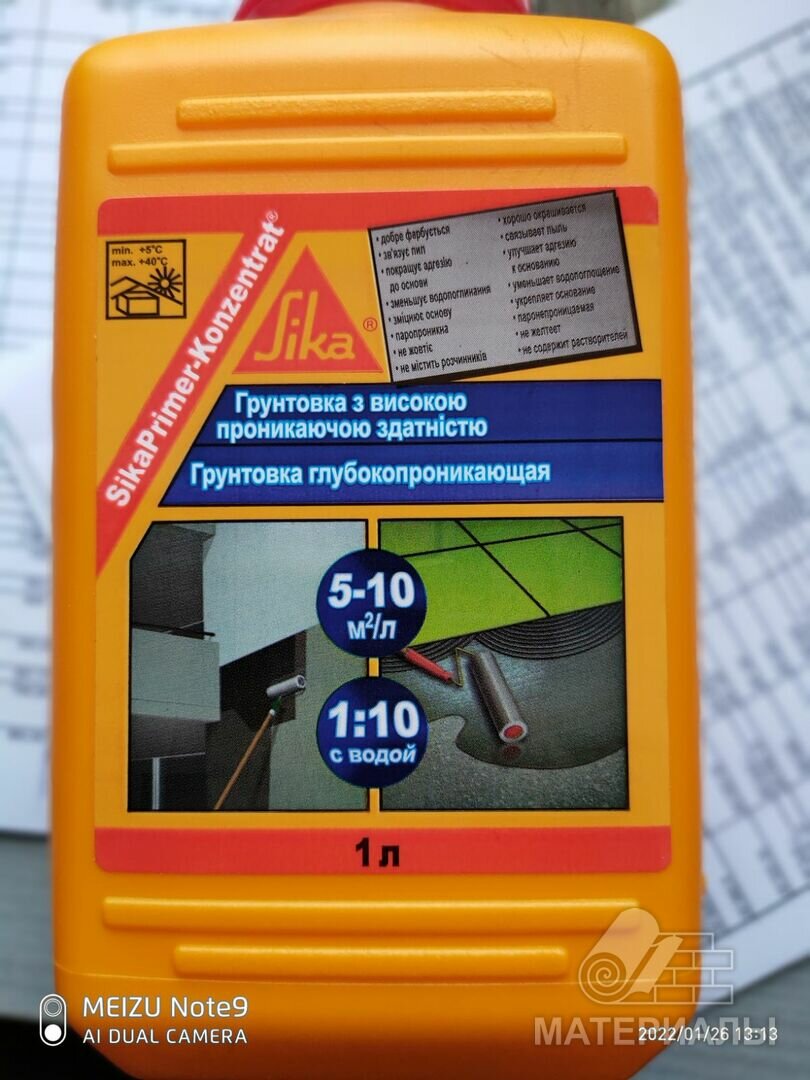 min. +5°C
max. +40°C
SikaPrimer-Konzentrat®
Sika®
• добре фарбується
• зв'язує пил
• покращує адгезію
до основи
• зменьшує водопоглинання
• зміцнює основу
• паропроникна
• не жовтіє
• не містить розчинників
• хорошо окрашивается
• связывает пыль
• улучшает адгезию
к основанию
• уменьшает водопоглощение
• укрепляет основание
• паронепроницаемая
• не желтеет
• не содержит растворителей
Грунтовка з високою
проникаючою здатністю
Грунтовка глубокопроникающая
5-10
м²/л
1:10
с водой
1 л
МАТЕРИАЛЫ
MEIZU Note9
AI DUAL CAMERA
2022/01/26 13:13